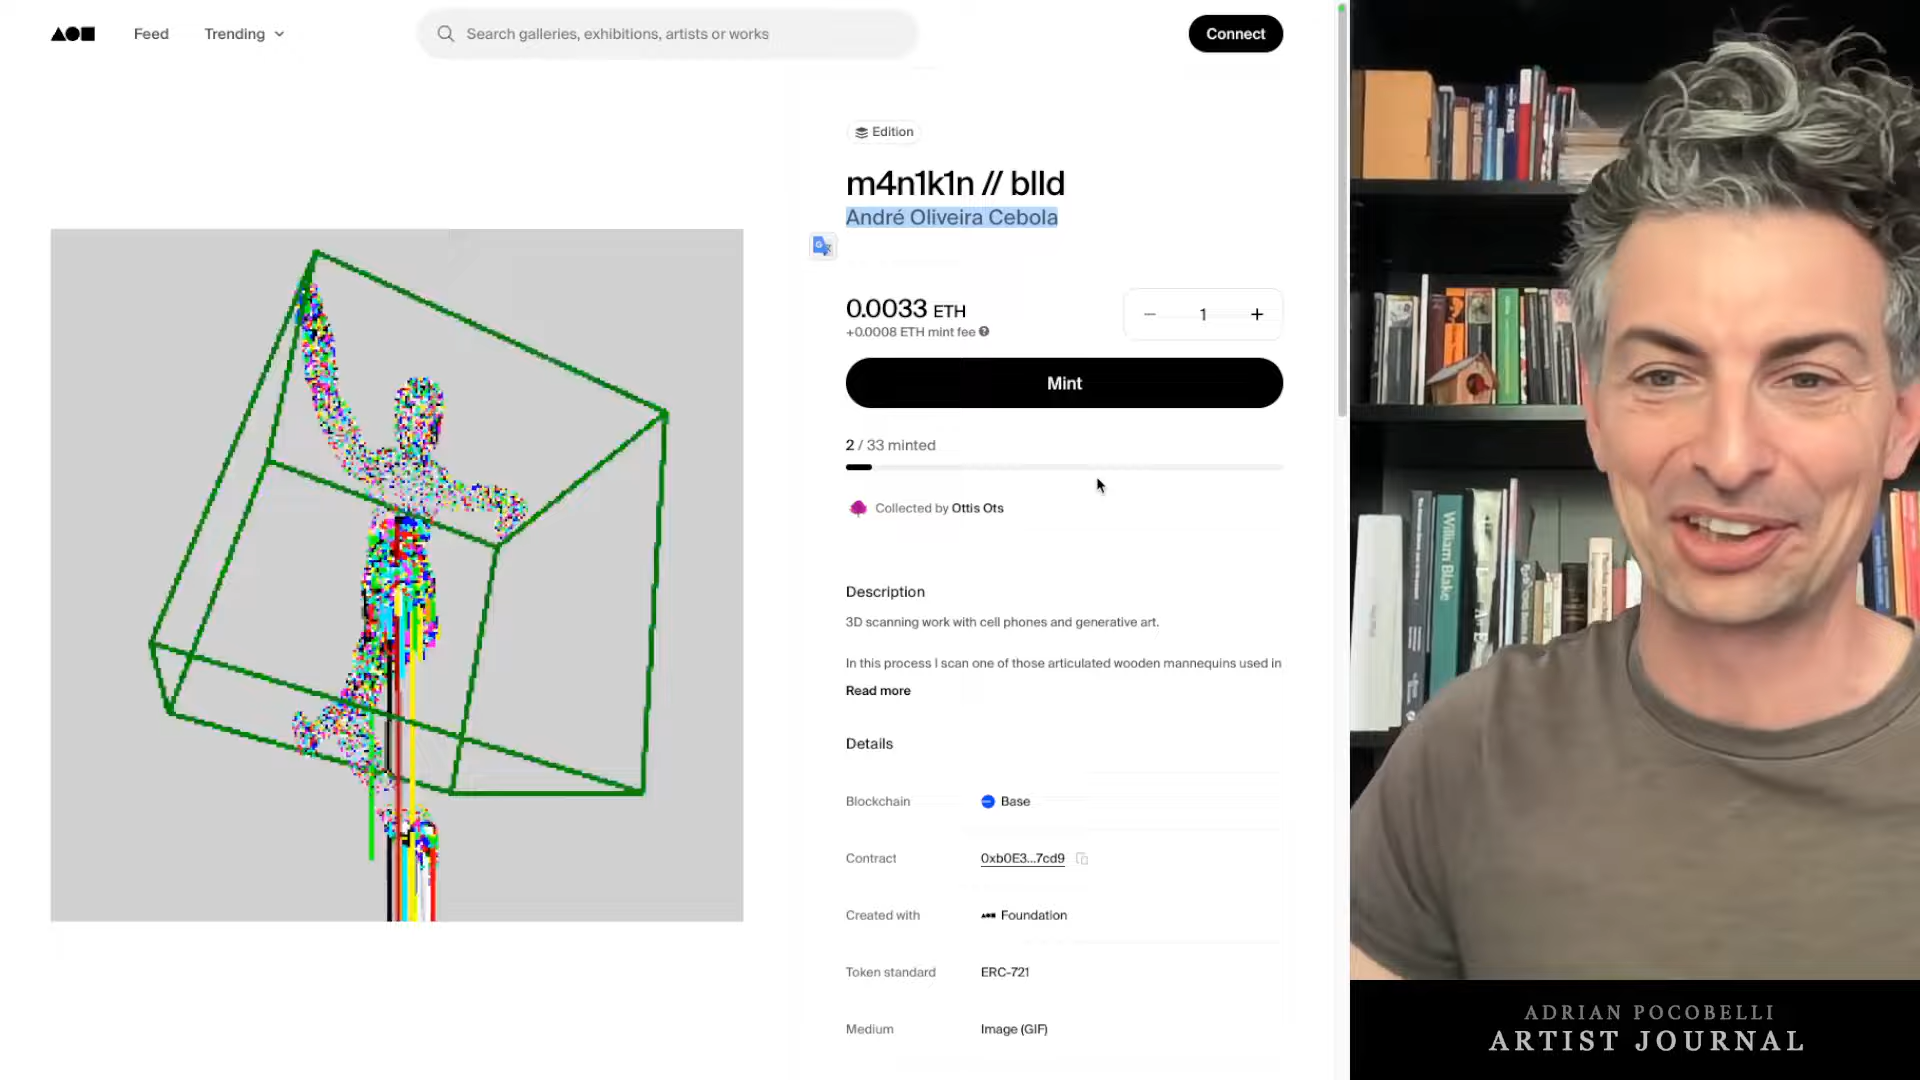 Feed
Trending
Search galleries, exhibitions, artists or works
Connect
Edition
m4n1k1n // blld
André Oliveira Cebola
0.0033 ETH
+0.0008 ETH mint fee
1
Mint
2 / 33 minted
Collected by Ottis Ots
Description
3D scanning work with cell phones and generative art.
In this process I scan one of those articulated wooden mannequins used in
Read more
Details
Blockchain
Base
Contract
0xb0E3...7cd9
Created with
Foundation
Token standard
ERC-721
Medium
Image (GIF)
William Blake
ADRIAN POCOBELLI
ARTIST JOURNAL